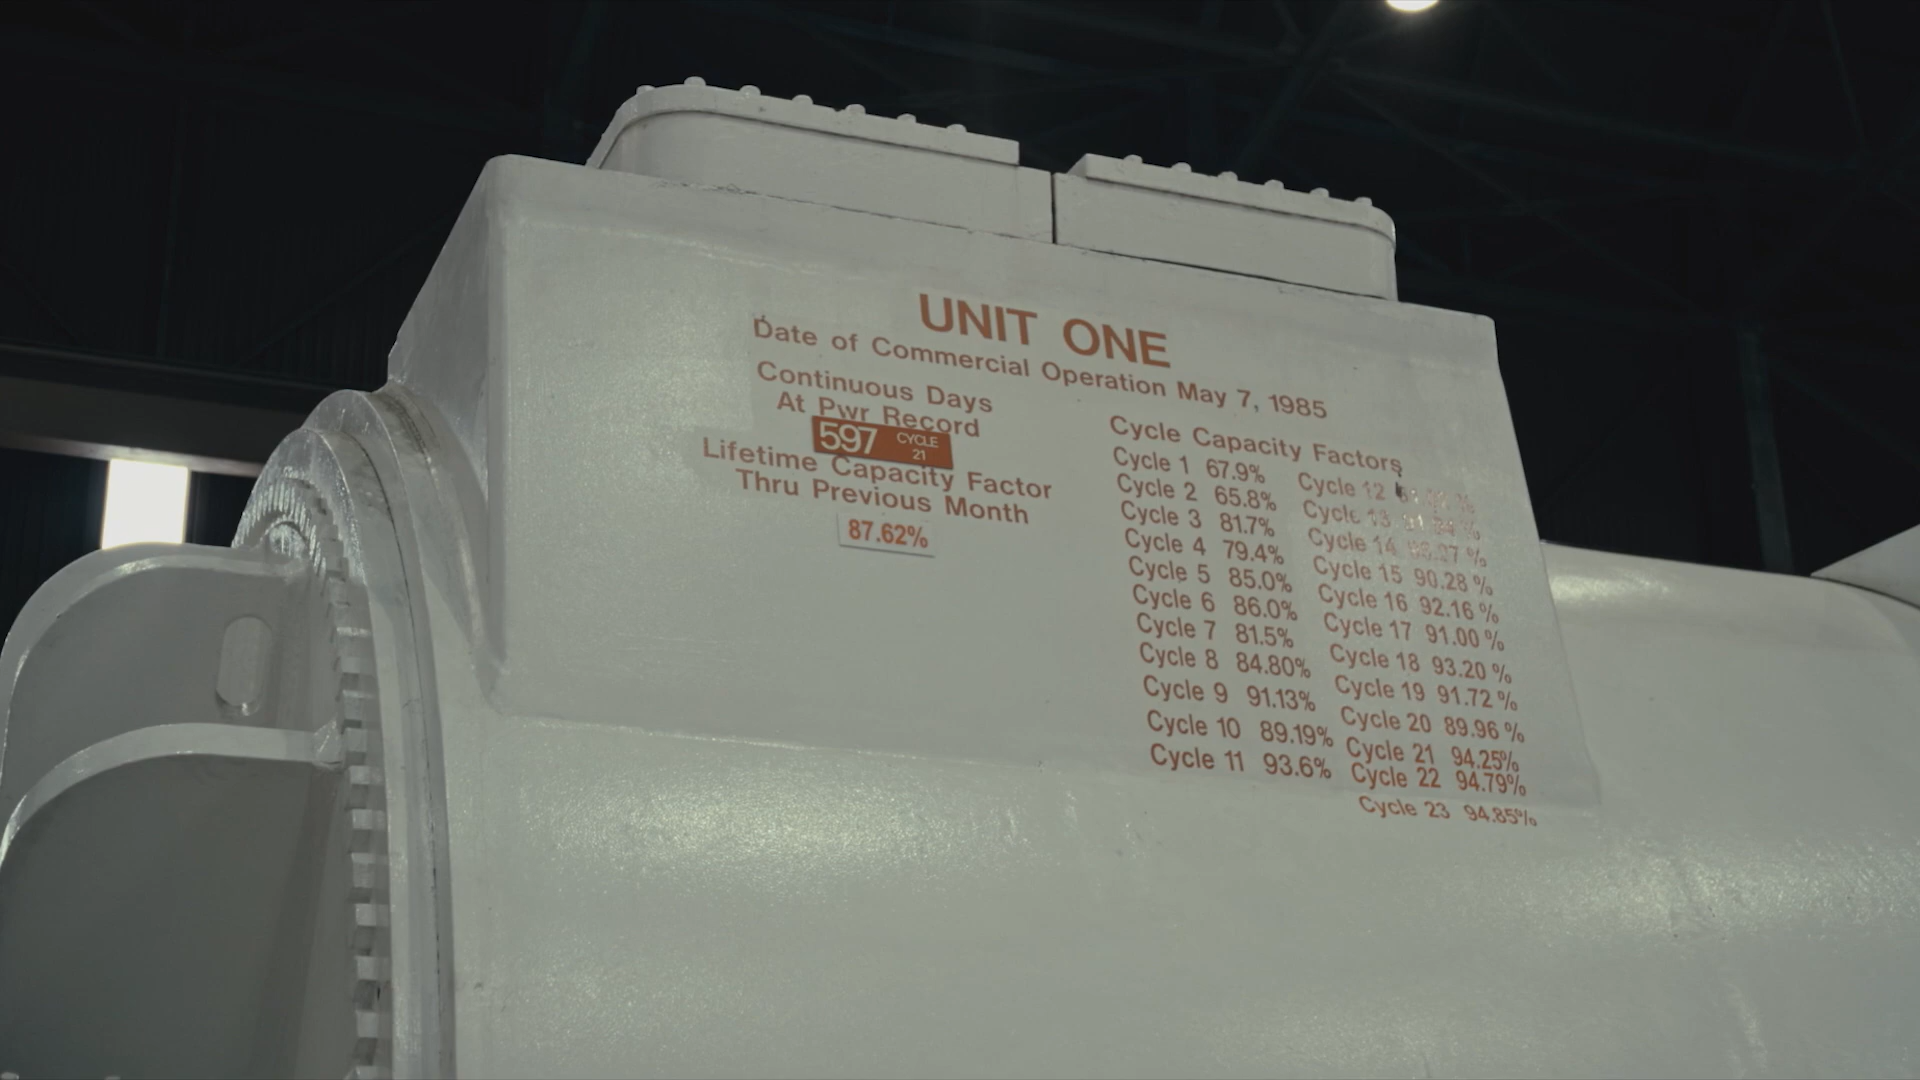 UNIT ONE
Date of Commercial Operation May 7, 1985
Continuous Days
At Pwr Record
597 CYCLE 21
Lifetime Capacity Factor
Thru Previous Month
87.62%
Cycle Capacity Factors
Cycle 1 67.9%
Cycle 2 65.8%
Cycle 3 81.7%
Cycle 4 79.4%
Cycle 5 85.0%
Cycle 6 86.0%
Cycle 7 81.5%
Cycle 8 84.80%
Cycle 9 91.13%
Cycle 10 89.19%
Cycle 11 93.6%
Cycle 12
Cycle 13
Cycle 14
Cycle 15 90.28 %
Cycle 16 92.16 %
Cycle 17 91.00 %
Cycle 18 93.20 %
Cycle 19 91.72 %
Cycle 20 89.96 %
Cycle 21 94.25%
Cycle 22 94.79%
Cycle 23 94.85%